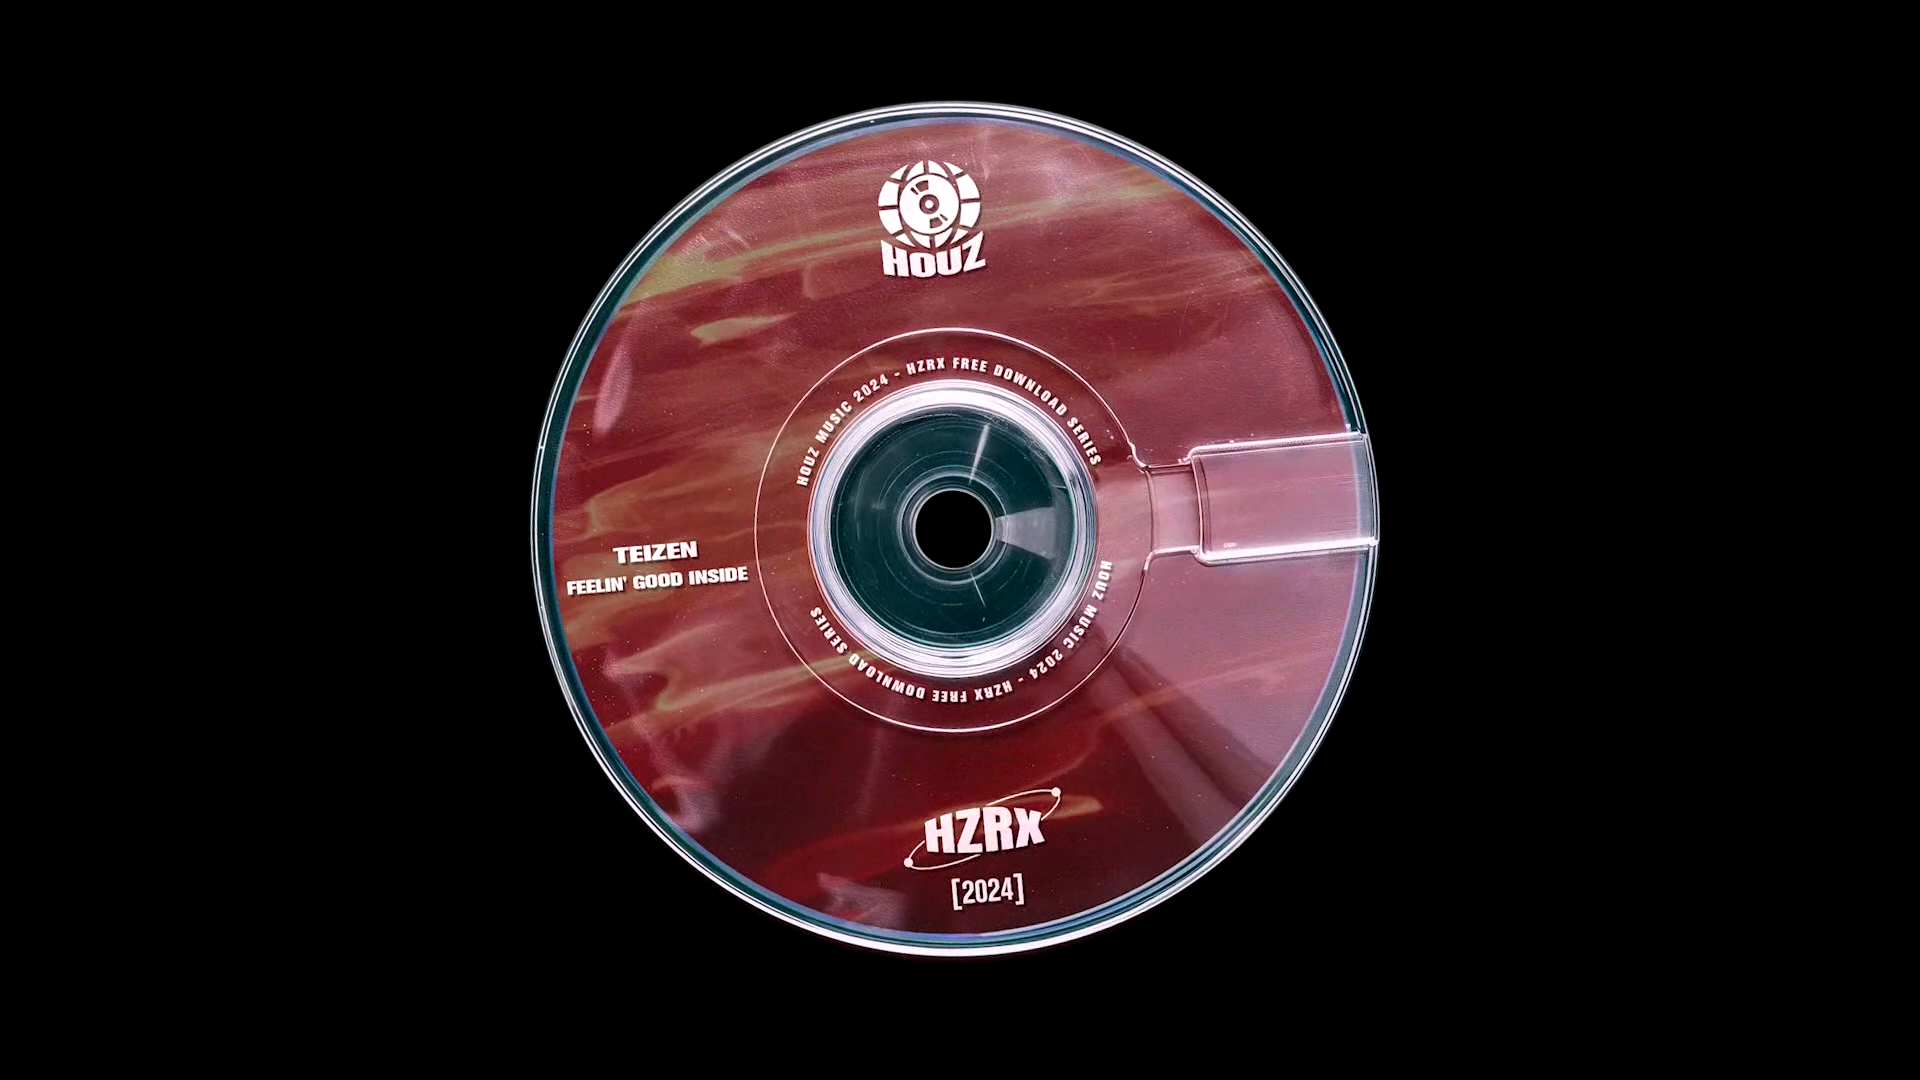 HOUZ
HOUZ MUSIC 2024 - HZRX FREE DOWNLOAD SERIES
TEIZEN
FEELIN' GOOD INSIDE
HOUZ MUSIC 2024 - HZRX FREE DOWNLOAD SERIES
HZRX
[2024]